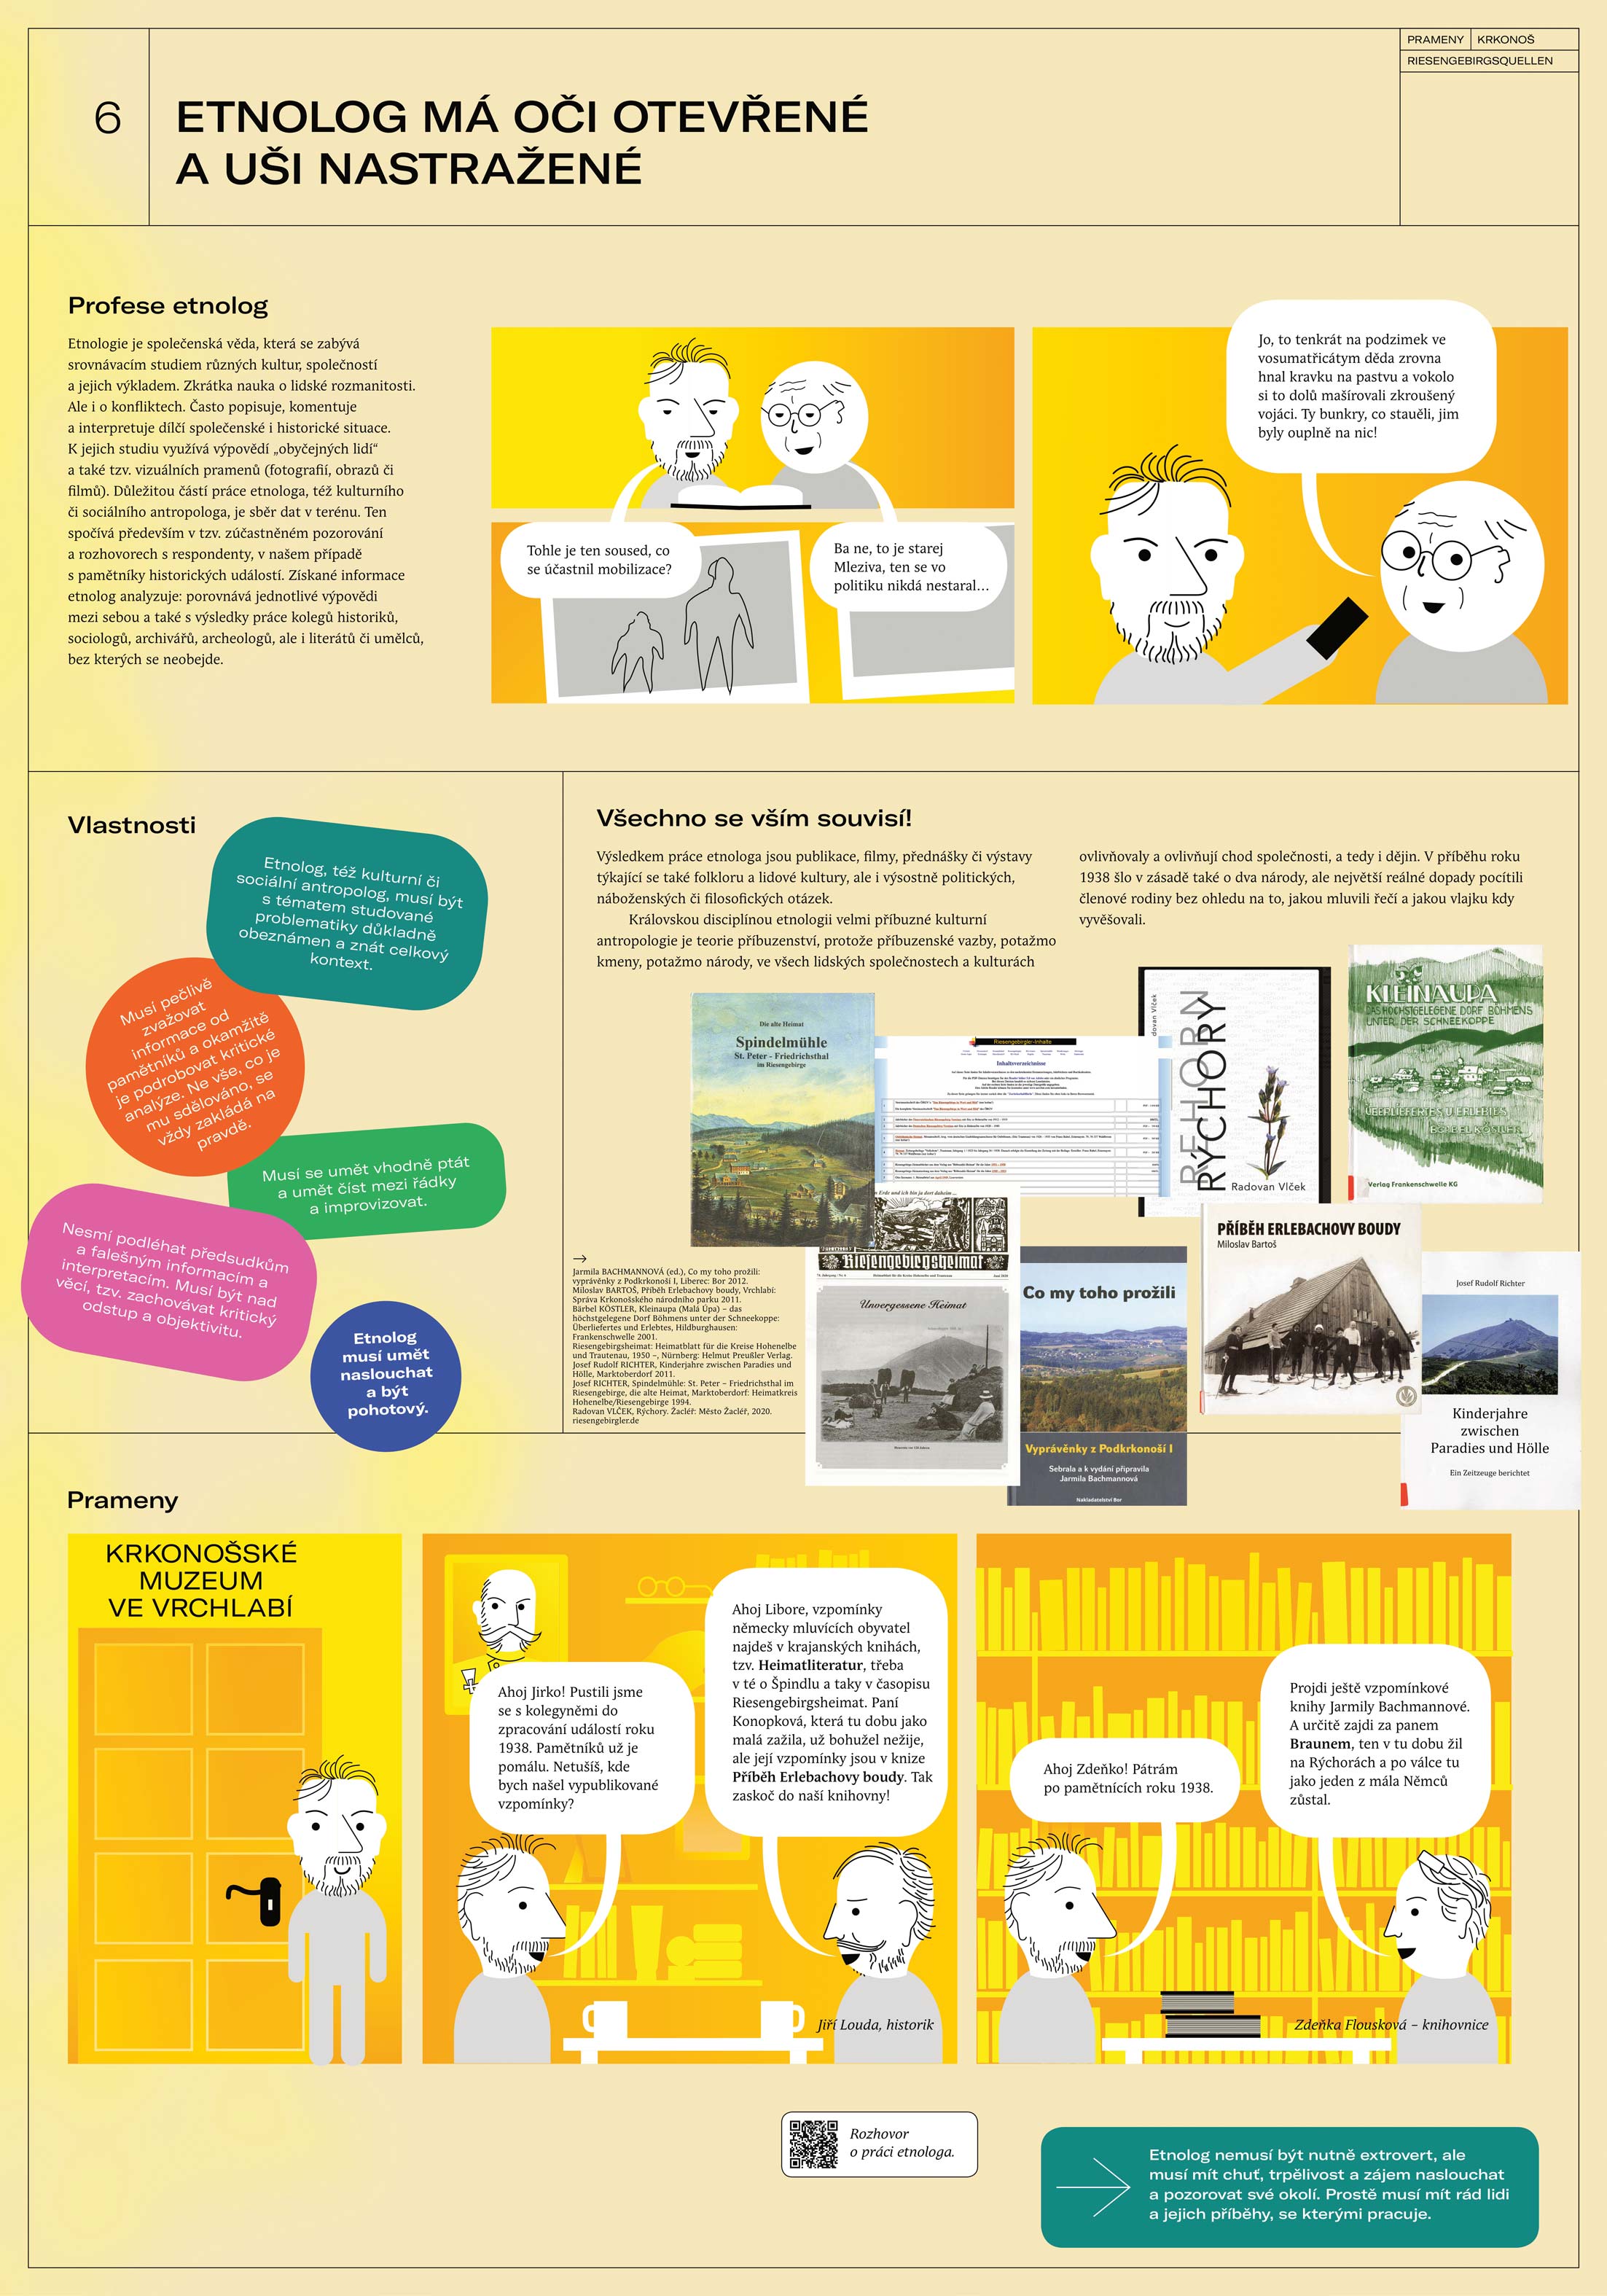 PRAMENY KRKONOŠ
RIESENGEBIRGSQUELLEN
6
ETNOLOG MÁ OČI OTEVŘENÉ
A UŠI NASTRAŽENÉ
Profese etnolog
Etnologie je společenská věda, která se zabývá
srovnávacím studiem různých kultur, společností
a jejich výkladem. Zkrátka nauka o lidské rozmanitosti.
Ale i o konfliktech. Často popisuje, komentuje
a interpretuje dílčí společenské i historické situace.
K jejich studiu využívá výpovědí „obyčejných lidí“
a také tzv. vizuálních pramenů (fotografií, obrazů či
filmů). Důležitou částí práce etnologa, též kulturního
či sociálního antropologa, je sběr dat v terénu. Ten
spočívá především v tzv. zúčastněném pozorování
a rozhovorech s respondenty, v našem případě
s pamětníky historických událostí. Získané informace
etnolog analyzuje: porovnává jednotlivé výpovědi
mezi sebou a také s výsledky práce kolegů historiků,
sociologů, archivářů, archeologů, ale i literátů či umělců,
bez kterých se neobejde.
Tohle je ten soused, co
se účastnil mobilizace?
Ba ne, to je starej
Mleziva, ten se vo
politiku nikdá nestaral…
Jo, to tenkrát na podzimek ve
vosumatřicátym děda zrovna
hnal kravku na pastvu a vokolo
si to dolů mašírovali zkroušený
vojáci. Ty bunkry, co stauěli, jim
byly ouplně na nic!
Vlastnosti
Etnolog, též kulturní či
sociální antropolog, musí být
s tématem studované
problematiky důkladně
obeznámen a znát celkový
kontext.
Musí pečlivě
zvažovat
informace od
pamětníků a okamžitě
je podrobovat kritické
analýze. Ne vše, co je
mu sdělováno, se
vždy zakládá na
pravdě.
Musí se umět vhodně ptát
a umět číst mezi řádky
a improvizovat.
Nesmí podléhat předsudkům
a falešným informacím a
interpretacím. Musí být nad
věcí, tzv. zachovávat kritický
odstup a objektivitu.
Etnolog
musí umět
naslouchat
a být
pohotový.
Všechno se vším souvisí!
Výsledkem práce etnologa jsou publikace, filmy, přednášky či výstavy
týkající se také folkloru a lidové kultury, ale i výsostně politických,
náboženských či filosofických otázek.
Královskou disciplínou etnologii velmi příbuzné kulturní
antropologie je teorie příbuzenství, protože příbuzenské vazby, potažmo
kmeny, potažmo národy, ve všech lidských společnostech a kulturách
ovlivňovaly a ovlivňují chod společnosti, a tedy i dějin. V příběhu roku
1938 šlo v zásadě také o dva národy, ale největší reálné dopady pocítili
členové rodiny bez ohledu na to, jakou mluvili řečí a jakou vlajku kdy
vyvěšovali.
Die alte Heimat
Spindelmühle
St. Peter - Friedrichsthal
im Riesengebirge
Riesengebirgler-Inhalte
Inhaltsverzeichnisse
REHORN
RÝCHORY
Radovan Vlček
KLEINAUPA
DAS HÖCHSTGELEGENE DORF BÖHMENS
UNTER DER SCHNEEKOPPE
ÜBERLIEFERTES U. ERLEBTES
Verlag Frankenschwelle KG
Riesengebirgsheimat
Unvergessene Heimat
Co my toho prožili
Vyprávěnky z Podkrkonoší I
Sebrala a k vydání připravila
Jarmila Bachmannová
Nakladatelství Bor
PŘÍBĚH ERLEBACHOVY BOUDY
Miloslav Bartoš
Josef Rudolf Richter
Kinderjahre
zwischen
Paradies und Hölle
Ein Zeitzeuge berichtet
→
Jarmila BACHMANNOVÁ (ed.), Co my toho prožili:
vyprávěnky z Podkrkonoší I, Liberec: Bor 2012.
Miloslav BARTOŠ, Příběh Erlebachovy boudy, Vrchlabí:
Správa Krkonošského národního parku 2011.
Bärbel KÖSTLER, Kleinaupa (Malá Úpa) – das
höchstgelegene Dorf Böhmens unter der Schneekoppe:
Überliefertes und Erlebtes, Hildburghausen:
Frankenschwelle 2001.
Riesengebirgsheimat: Heimatblatt für die Kreise Hohenelbe
und Trautenau, 1950 –, Nürnberg: Helmut Preußler Verlag.
Josef Rudolf RICHTER, Kinderjahre zwischen Paradies und
Hölle, Marktoberdorf 2011.
Josef RICHTER, Spindelmühle: St. Peter – Friedrichsthal im
Riesengebirge, die alte Heimat, Marktoberdorf: Heimatkreis
Hohenelbe/Riesengebirge 1994.
Radovan VLČEK, Rýchory. Žacléř: Město Žacléř, 2020.
riesengebirgler.de
Prameny
KRKONOŠSKÉ
MUZEUM
VE VRCHLABÍ
Ahoj Jirko! Pustili jsme
se s kolegyněmi do
zpracování událostí roku
1938. Pamětníků už je
pomálu. Netušíš, kde
bych našel vypublikované
vzpomínky?
Ahoj Libore, vzpomínky
německy mluvících obyvatel
najdeš v krajanských knihách,
tzv. Heimatliteratur, třeba
v té o Špindlu a taky v časopisu
Riesengebirgsheimat. Paní
Konopková, která tu dobu jako
malá zažila, už bohužel nežije,
ale její vzpomínky jsou v knize
Příběh Erlebachovy boudy. Tak
zaskoč do naší knihovny!
Jiří Louda, historik
Ahoj Zdeňko! Pátrám
po pamětnících roku 1938.
Projdi ještě vzpomínkové
knihy Jarmily Bachmannové.
A určitě zajdi za panem
Braunem, ten v tu dobu žil
na Rýchorách a po válce tu
jako jeden z mála Němců
zůstal.
Zdeňka Flousková – knihovnice
Rozhovor
o práci etnologa.
Etnolog nemusí být nutně extrovert, ale
musí mít chuť, trpělivost a zájem naslouchat
a pozorovat své okolí. Prostě musí mít rád lidi
a jejich příběhy, se kterými pracuje.